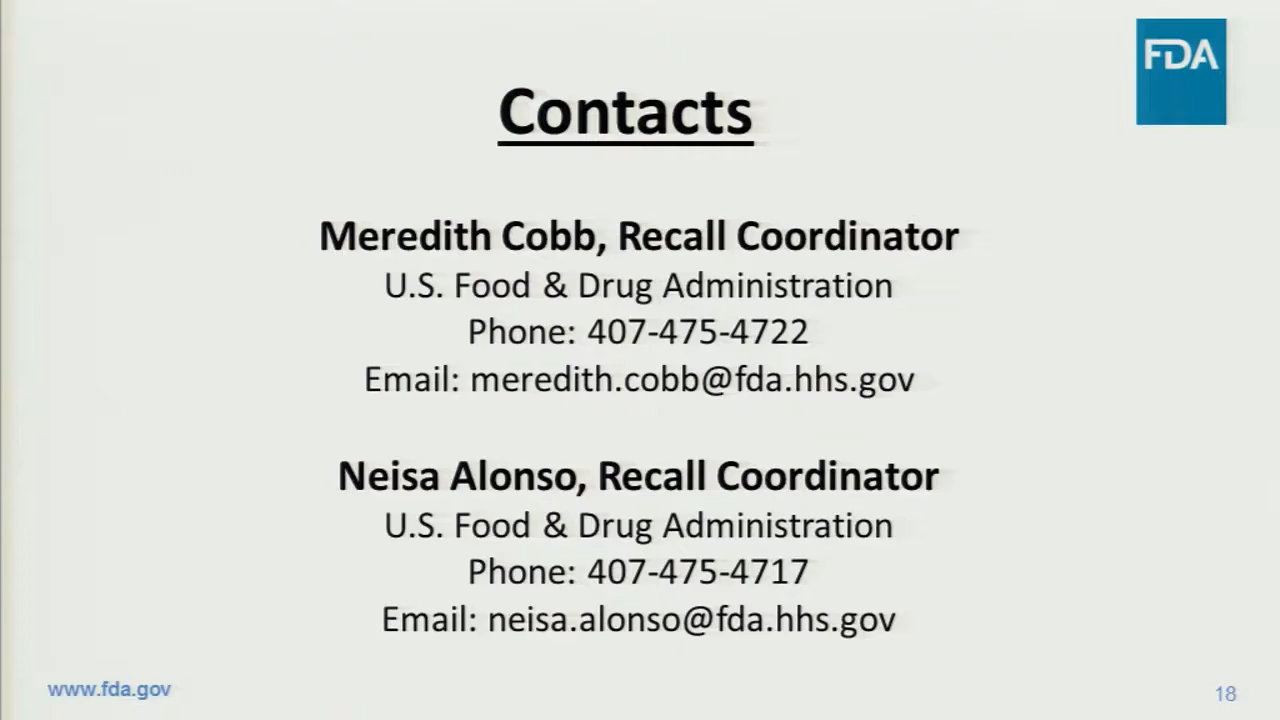 FDA
Contacts
Meredith Cobb, Recall Coordinator
U.S. Food & Drug Administration
Phone: 407-475-4722
Email: meredith.cobb@fda.hhs.gov
Neisa Alonso, Recall Coordinator
U.S. Food & Drug Administration
Phone: 407-475-4717
Email: neisa.alonso@fda.hhs.gov
www.fda.gov
18